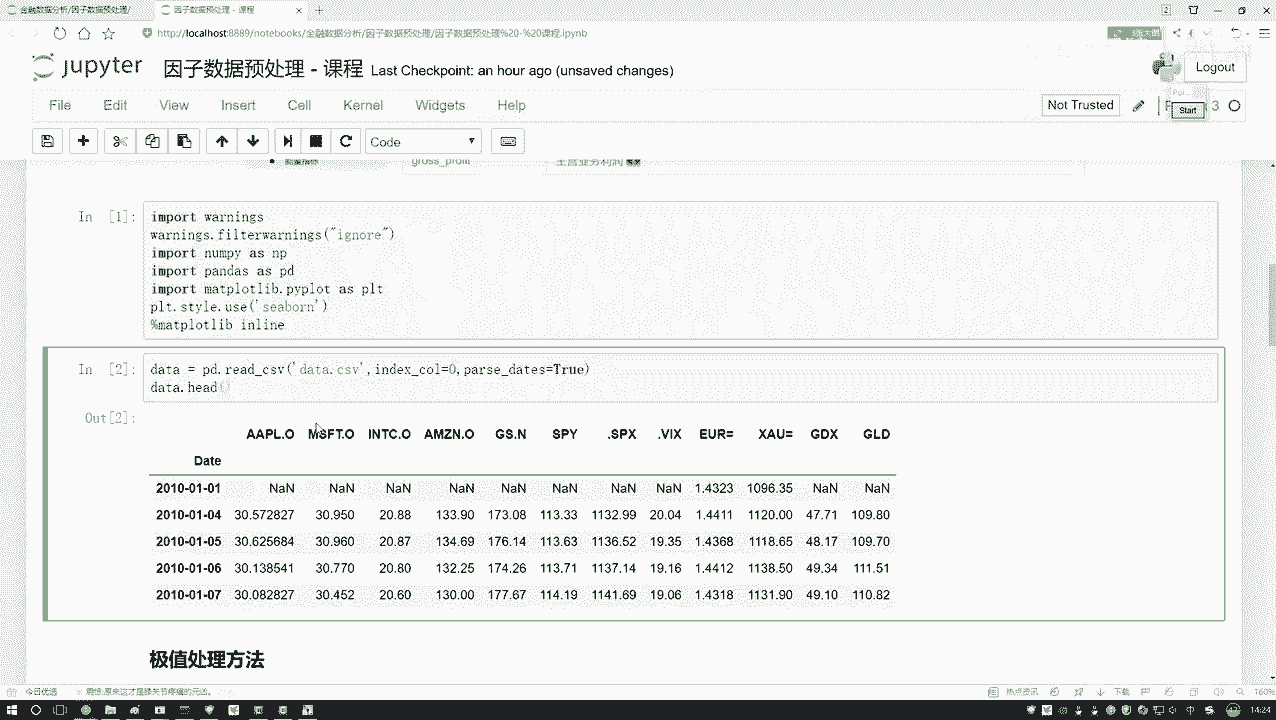 金融数据分析/因子数据预处理/
因子数据预处理 - 课程
2
http://localhost:8889/notebooks/金融数据分析/因子数据预处理/因子数据预处理%20-%20课程.ipynb
jupyter 因子数据预处理 - 课程 Last Checkpoint: an hour ago (unsaved changes)
Logout
File Edit View Insert Cell Kernel Widgets Help
Not Trusted
3
Start
Code
gross_profit 主营业务利润
In [1]:
import warnings
warnings.filterwarnings("ignore")
import numpy as np
import pandas as pd
import matplotlib.pyplot as plt
plt.style.use('seaborn')
%matplotlib inline
In [2]:
data = pd.read_csv('data.csv',index_col=0,parse_dates=True)
data.head()
Out[2]:
AAPL.O MSFT.O INTC.O AMZN.O GS.N SPY .SPX .VIX EUR= XAU= GDX GLD
Date
2010-01-01 NaN NaN NaN NaN NaN NaN NaN NaN 1.4323 1096.35 NaN NaN
2010-01-04 30.572827 30.950 20.88 133.90 173.08 113.33 1132.99 20.04 1.4411 1120.00 47.71 109.80
2010-01-05 30.625684 30.960 20.87 134.69 176.14 113.63 1136.52 19.35 1.4368 1118.65 48.17 109.70
2010-01-06 30.138541 30.770 20.80 132.25 174.26 113.71 1137.14 19.16 1.4412 1138.50 49.34 111.51
2010-01-07 30.082827 30.452 20.60 130.00 177.67 114.19 1141.69 19.06 1.4318 1131.90 49.10 110.82
极值处理方法
今日优选
热点资讯 下载 160%
14:24